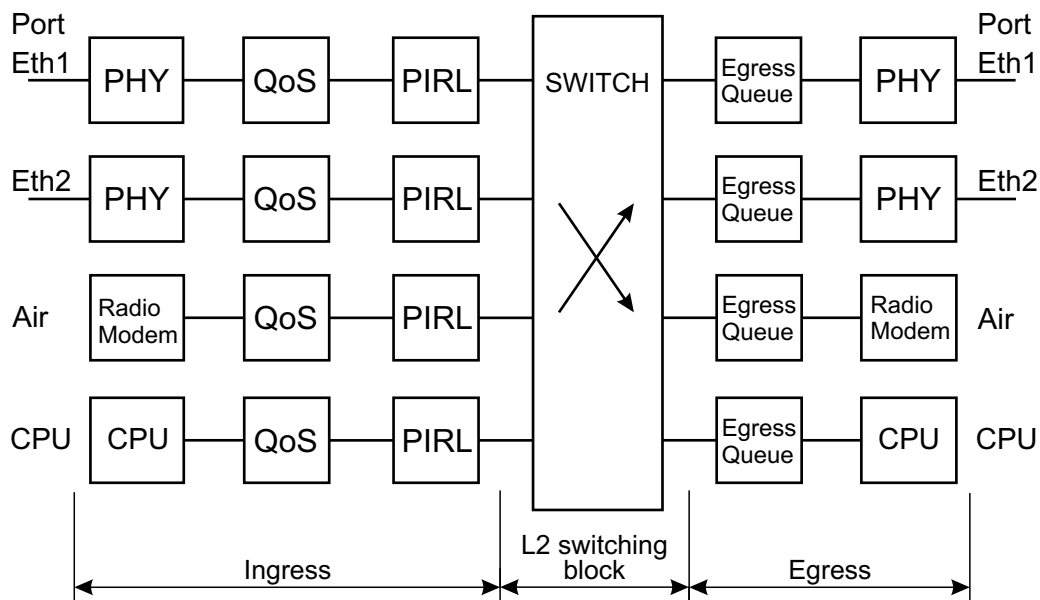 Port
Eth1
PHY
QoS
PIRL
SWITCH
Egress
Queue
PHY
Port
Eth1
Eth2
PHY
QoS
PIRL
Egress
Queue
PHY
Eth2
Air
Radio
Modem
QoS
PIRL
Egress
Queue
Radio
Modem
Air
CPU
CPU
QoS
PIRL
Egress
Queue
CPU
CPU
Ingress
L2 switching
block
Egress